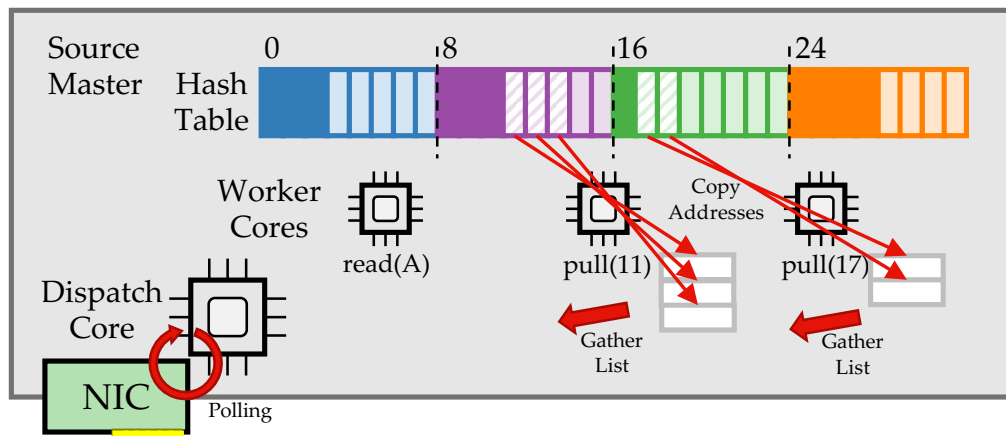 Source
Master
0
8
16
24
Hash
Table
Worker
Cores
Copy
Addresses
read(A)
pull(11)
pull(17)
Dispatch
Core
Gather
List
Gather
List
NIC
Polling